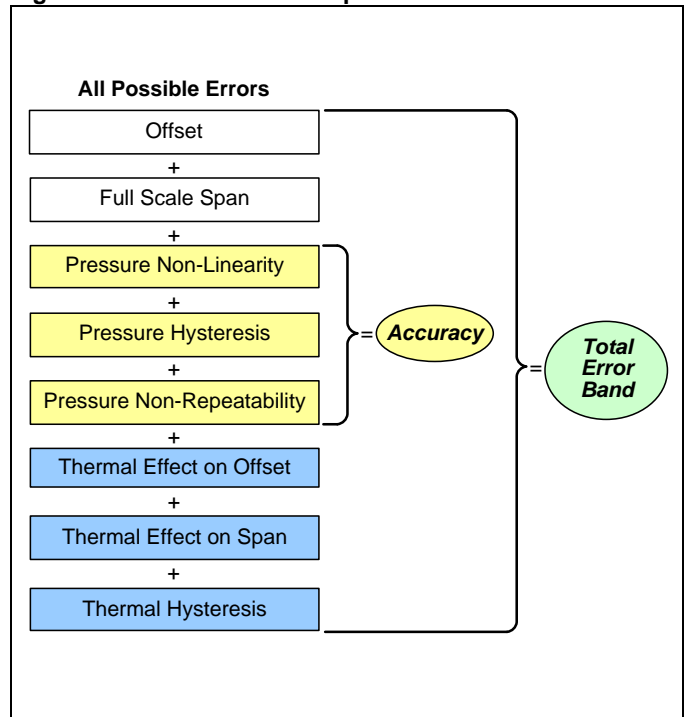 All Possible Errors
Offset
+
Full Scale Span
+
Pressure Non-Linearity
+
Pressure Hysteresis
= Accuracy
+
Pressure Non-Repeatability
+
Thermal Effect on Offset
+
Thermal Effect on Span
+
Thermal Hysteresis
=
Total
Error
Band